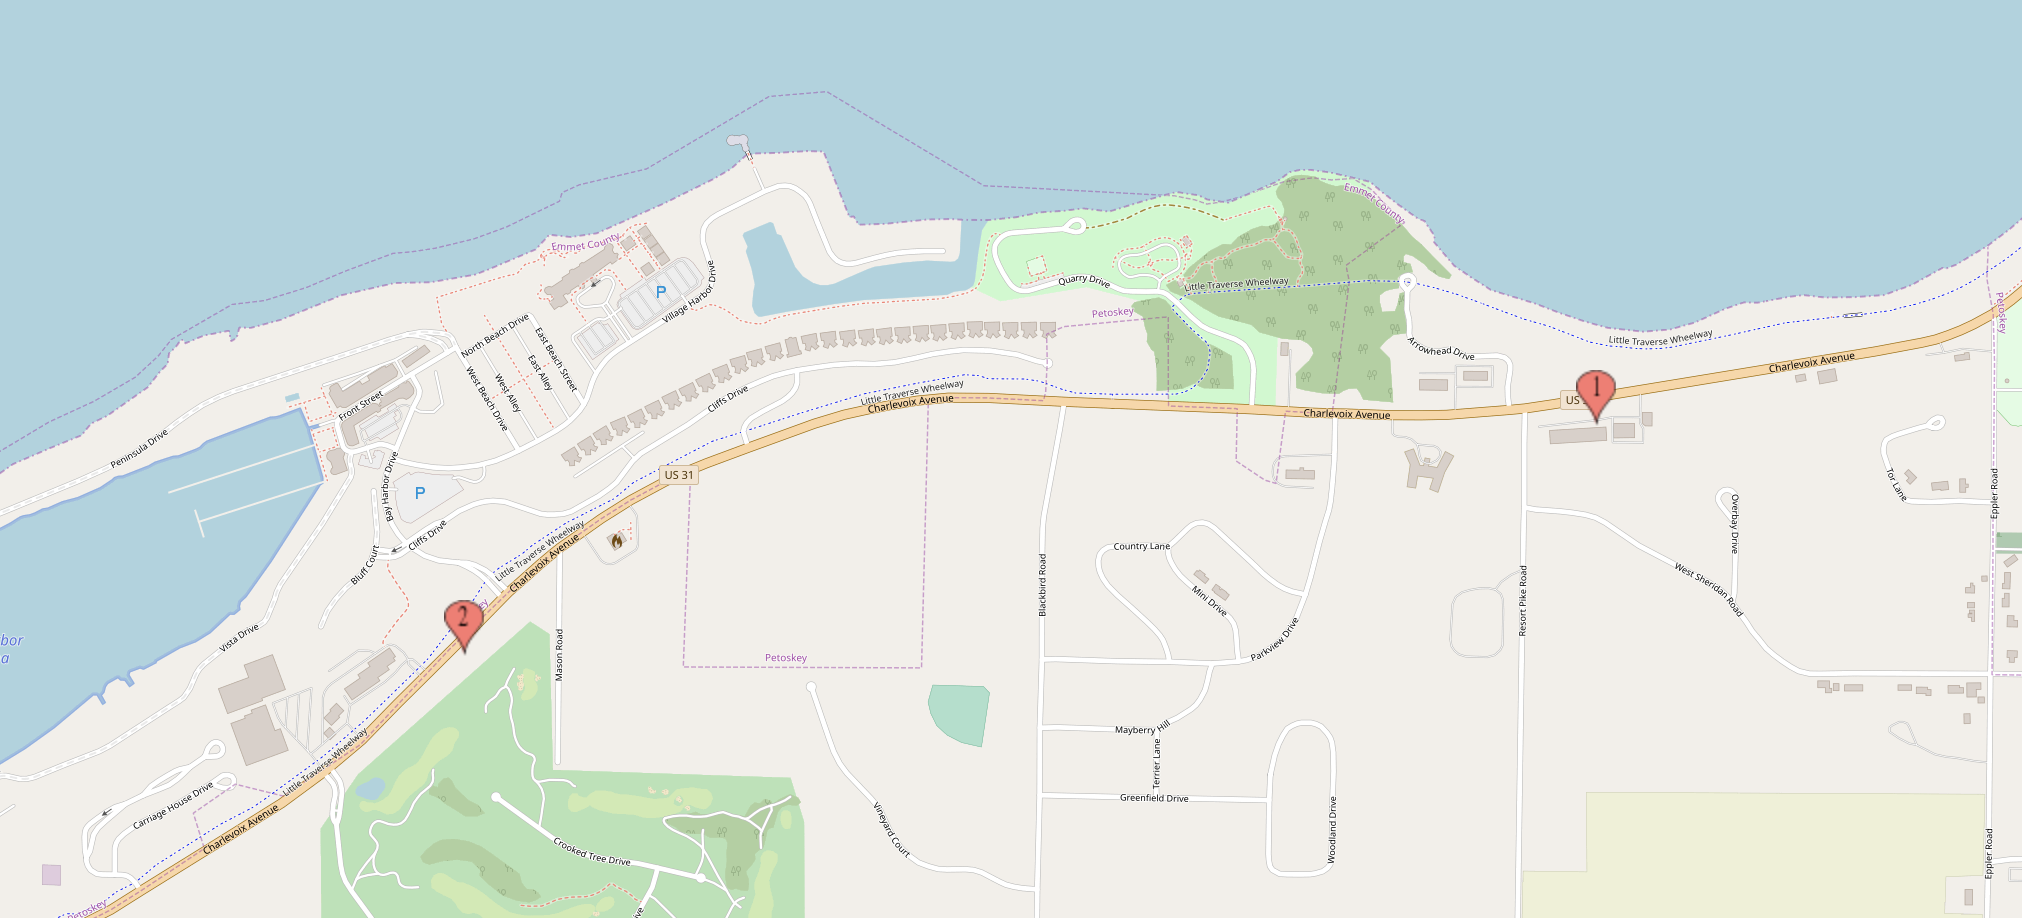 Emmet County
Emmet County
Village Harbor Drive
P
North Beach Drive
East Beach Street
East Alley
West Alley
West Beach Drive
Front Street
Peninsula Drive
Bay Harbor Drive
P
Cliffs Drive
Cliffs Drive
Bluff Court
Vista Drive
Quarry Drive
Little Traverse Wheelway
Petoskey
Little Traverse Wheelway
Charlevoix Avenue
US 31
Little Traverse Wheelway
Charlevoix Avenue
Charlevoix Avenue
Arrowhead Drive
Little Traverse Wheelway
Charlevoix Avenue
Petoskey
US
1
2
bor
a
Mason Road
Petoskey
Blackbird Road
Country Lane
Mini Drive
Parkview Drive
Mayberry Hill
Terrier Lane
Greenfield Drive
Woodland Drive
Vineyard Court
Resort Pike Road
West Sheridan Road
Overbay Drive
Tor Lane
Eppler Road
Eppler Road
Little Traverse Wheelway
Carriage House Drive
Charlevoix Avenue
Petoskey
Crooked Tree Drive
ive